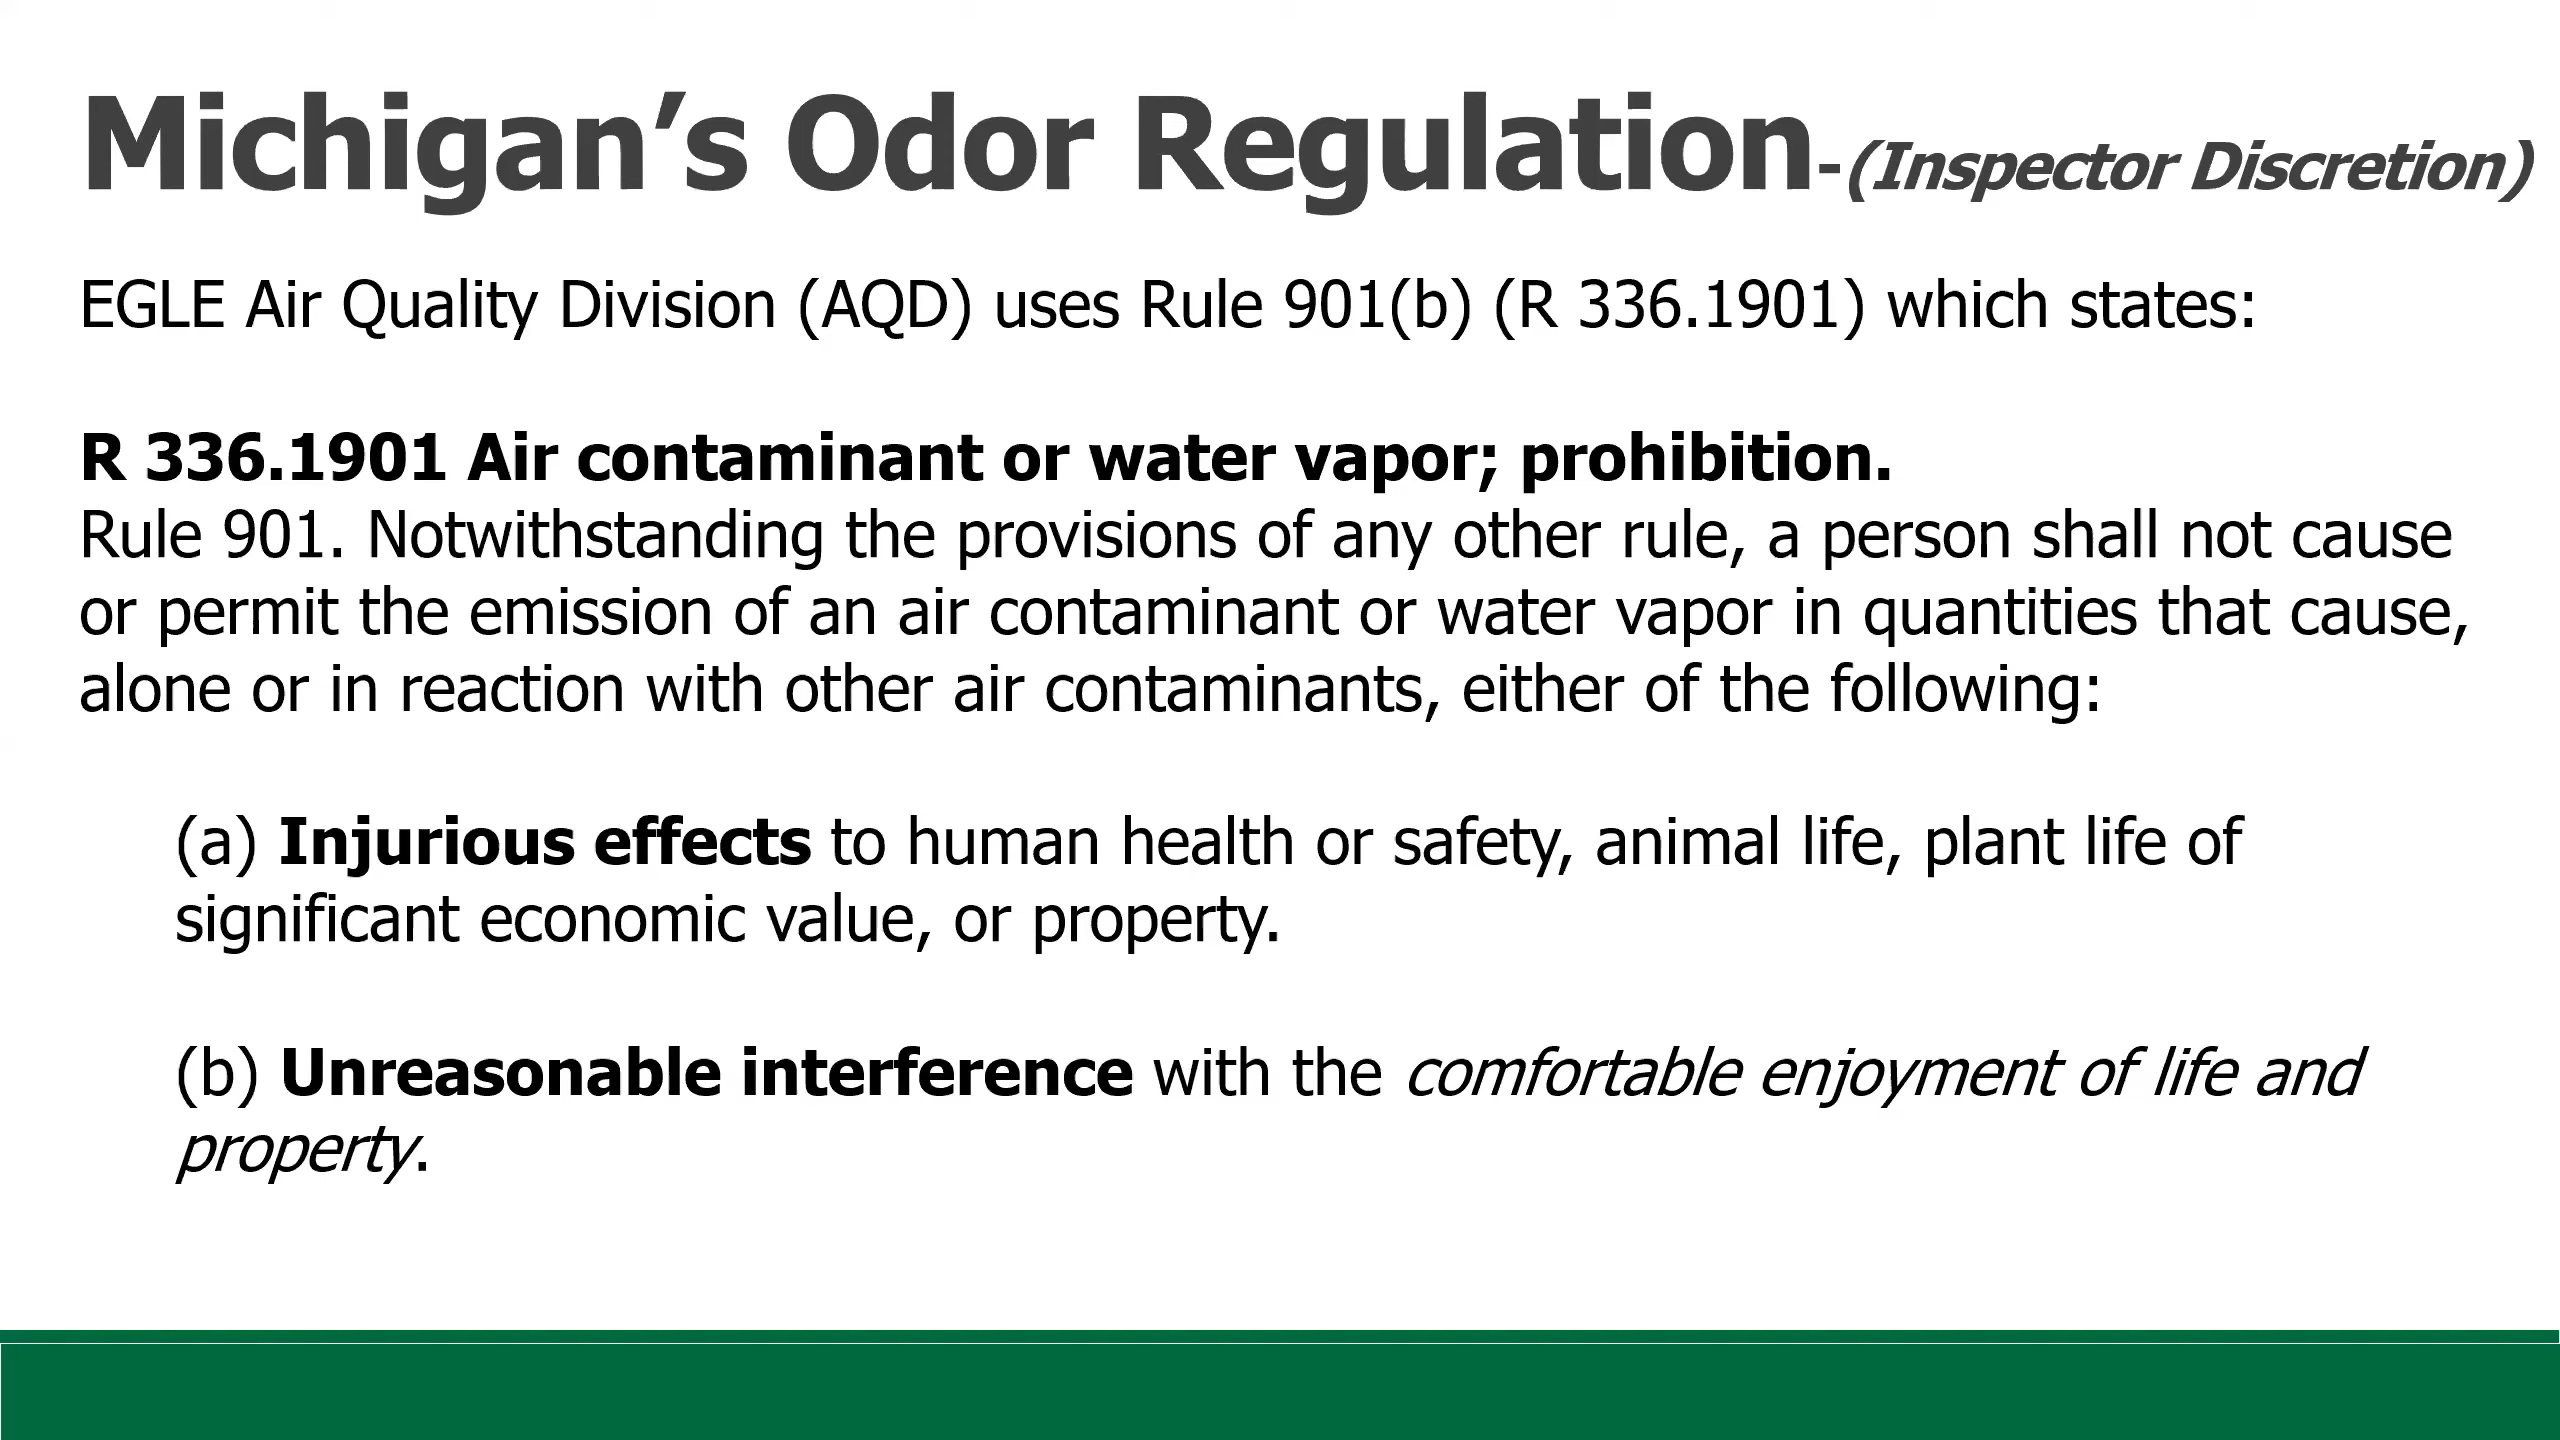 Michigan’s Odor Regulation-(Inspector Discretion)
EGLE Air Quality Division (AQD) uses Rule 901(b) (R 336.1901) which states:
R 336.1901 Air contaminant or water vapor; prohibition.
Rule 901. Notwithstanding the provisions of any other rule, a person shall not cause
or permit the emission of an air contaminant or water vapor in quantities that cause,
alone or in reaction with other air contaminants, either of the following:
(a) Injurious effects to human health or safety, animal life, plant life of
significant economic value, or property.
(b) Unreasonable interference with the comfortable enjoyment of life and
property.